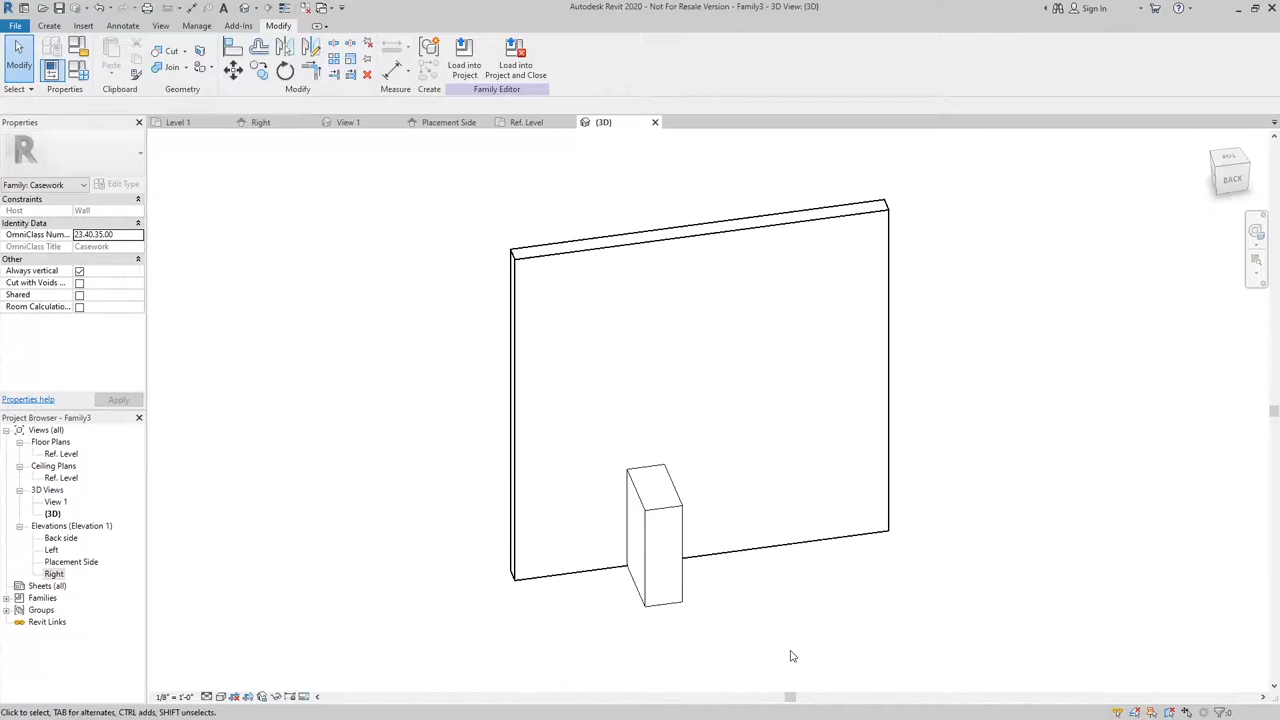 Autodesk Revit 2020 - Not For Resale Version - Family3 - 3D View: {3D}
Sign In
File Create Insert Annotate View Manage Add-Ins Modify
Modify Paste Cut Join Load into Project Load into Project and Close
Select Properties Clipboard Geometry Modify Measure Create Family Editor
Properties
Level 1 Right View 1 Placement Side Ref. Level {3D}
Family: Casework Edit Type
Constraints
Host Wall
Identity Data
OmniClass Num... 23.40.35.00
OmniClass Title Casework
Other
Always vertical
Cut with Voids ...
Shared
Room Calculatio...
Properties help Apply
Project Browser - Family3
Views (all)
Floor Plans
Ref. Level
Ceiling Plans
Ref. Level
3D Views
View 1
{3D}
Elevations (Elevation 1)
Back side
Left
Placement Side
Right
Sheets (all)
Families
Groups
Revit Links
BACK
1/8" = 1'-0"
Click to select, TAB for alternates, CTRL adds, SHIFT unselects.
:0